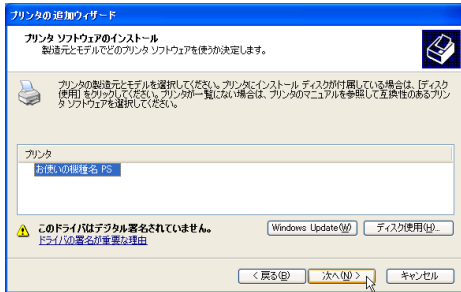 プリンタの追加ウィザード
プリンタ ソフトウェアのインストール
製造元とモデルでどのプリンタ ソフトウェアを使うか決定します。
プリンタの製造元とモデルを選択してください。プリンタにインストール ディスクが付属している場合は、[ディスク
使用] をクリックしてください。プリンタが一覧にない場合は、プリンタのマニュアルを参照して互換性のあるプリン
タ ソフトウェアを選択してください。
プリンタ
お使いの機種名 PS
このドライバはデジタル署名されていません。
ドライバの署名が重要な理由
Windows Update(W)
ディスク使用(H)...
< 戻る(B)
次へ(N) >
キャンセル